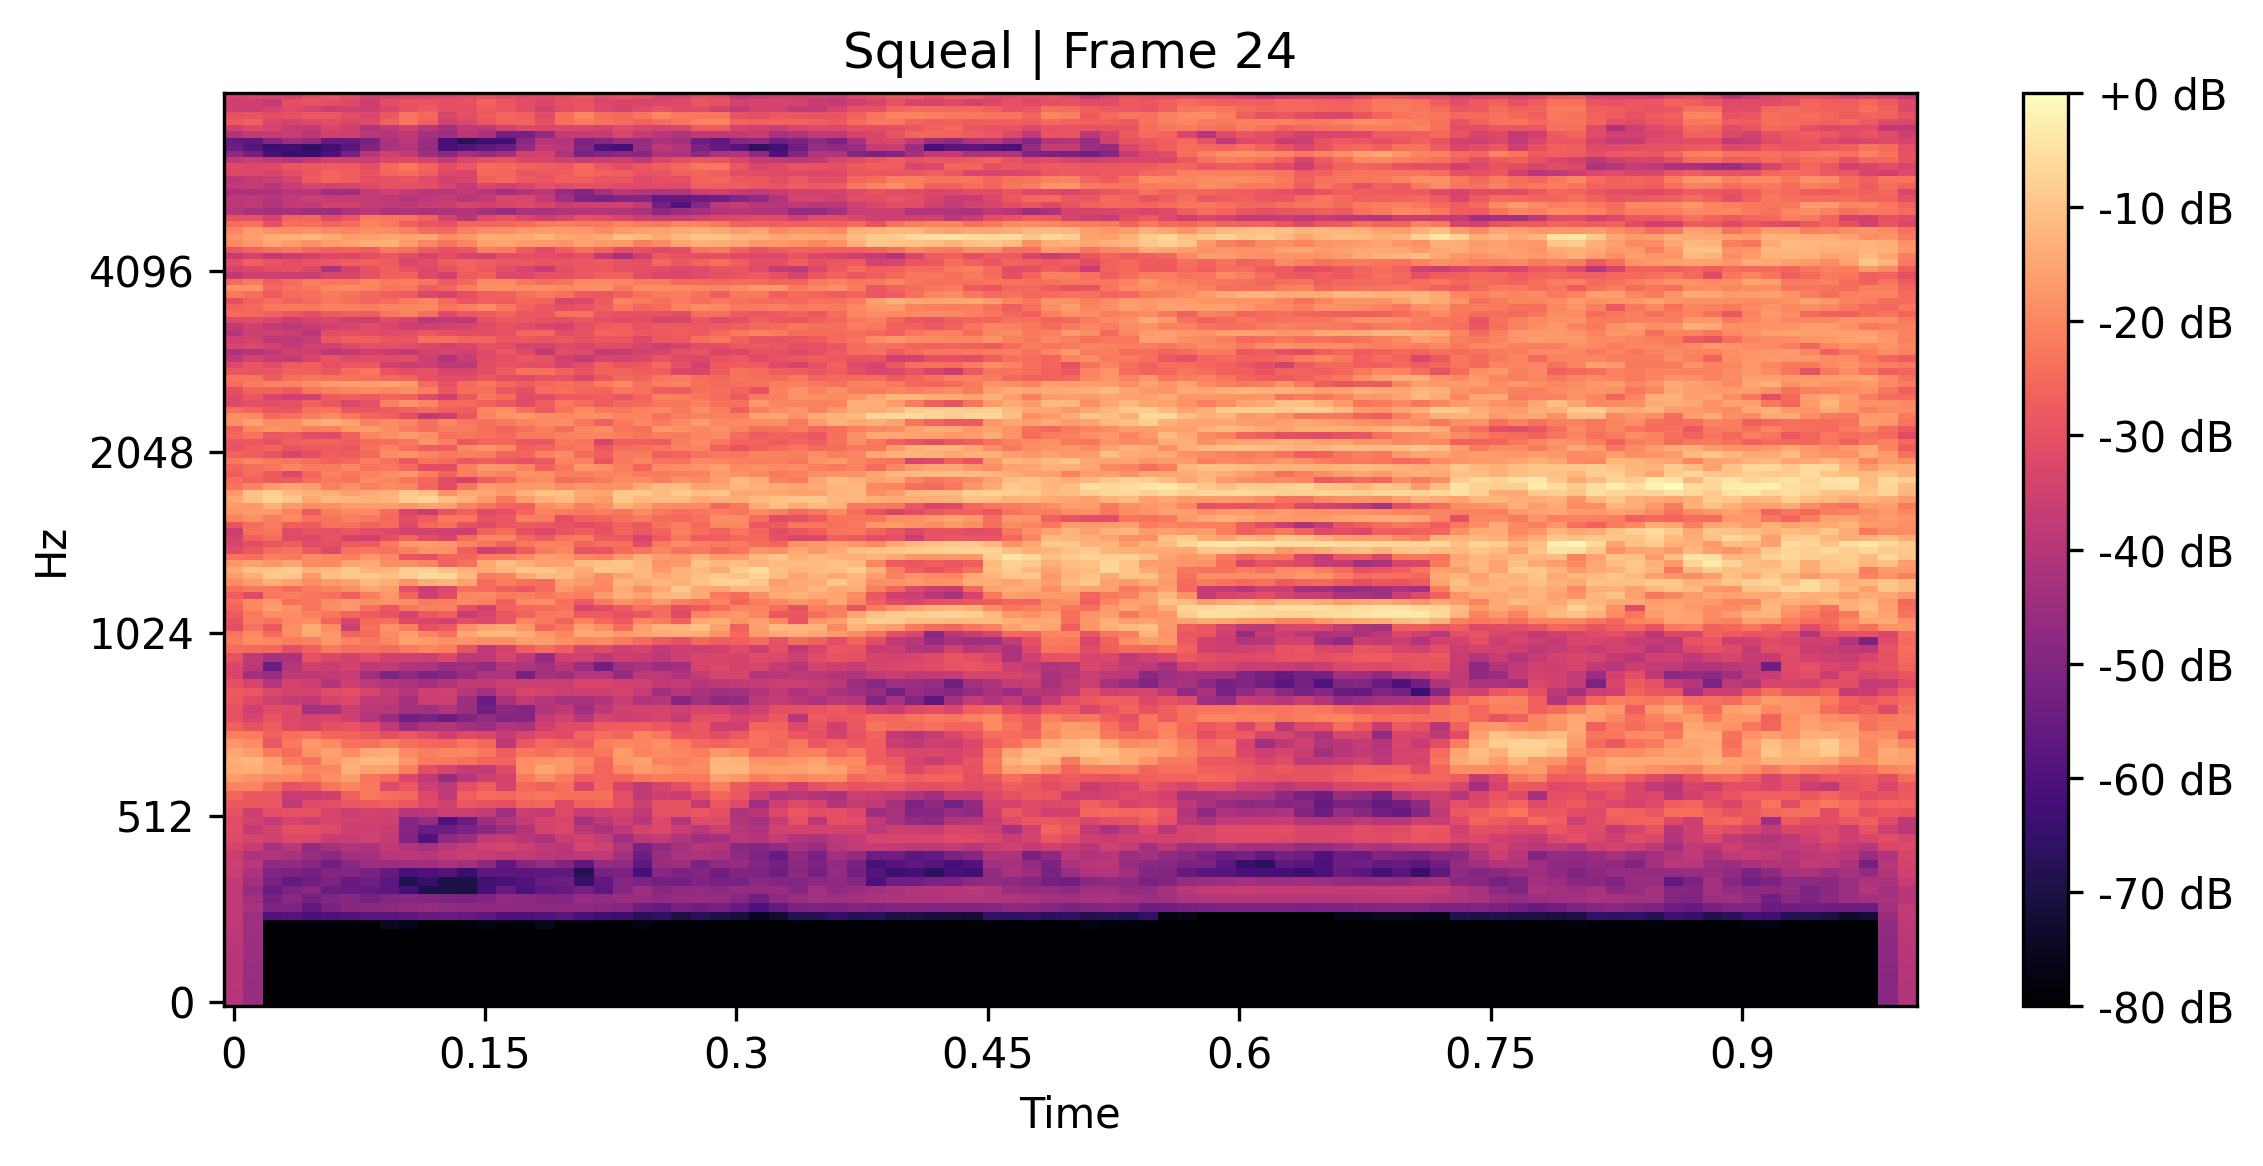 Squeal | Frame 24
+0 dB
-10 dB
-20 dB
-30 dB
-40 dB
-50 dB
-60 dB
-70 dB
-80 dB
Hz
4096
2048
1024
512
0
0 0.15 0.3 0.45 0.6 0.75 0.9
Time